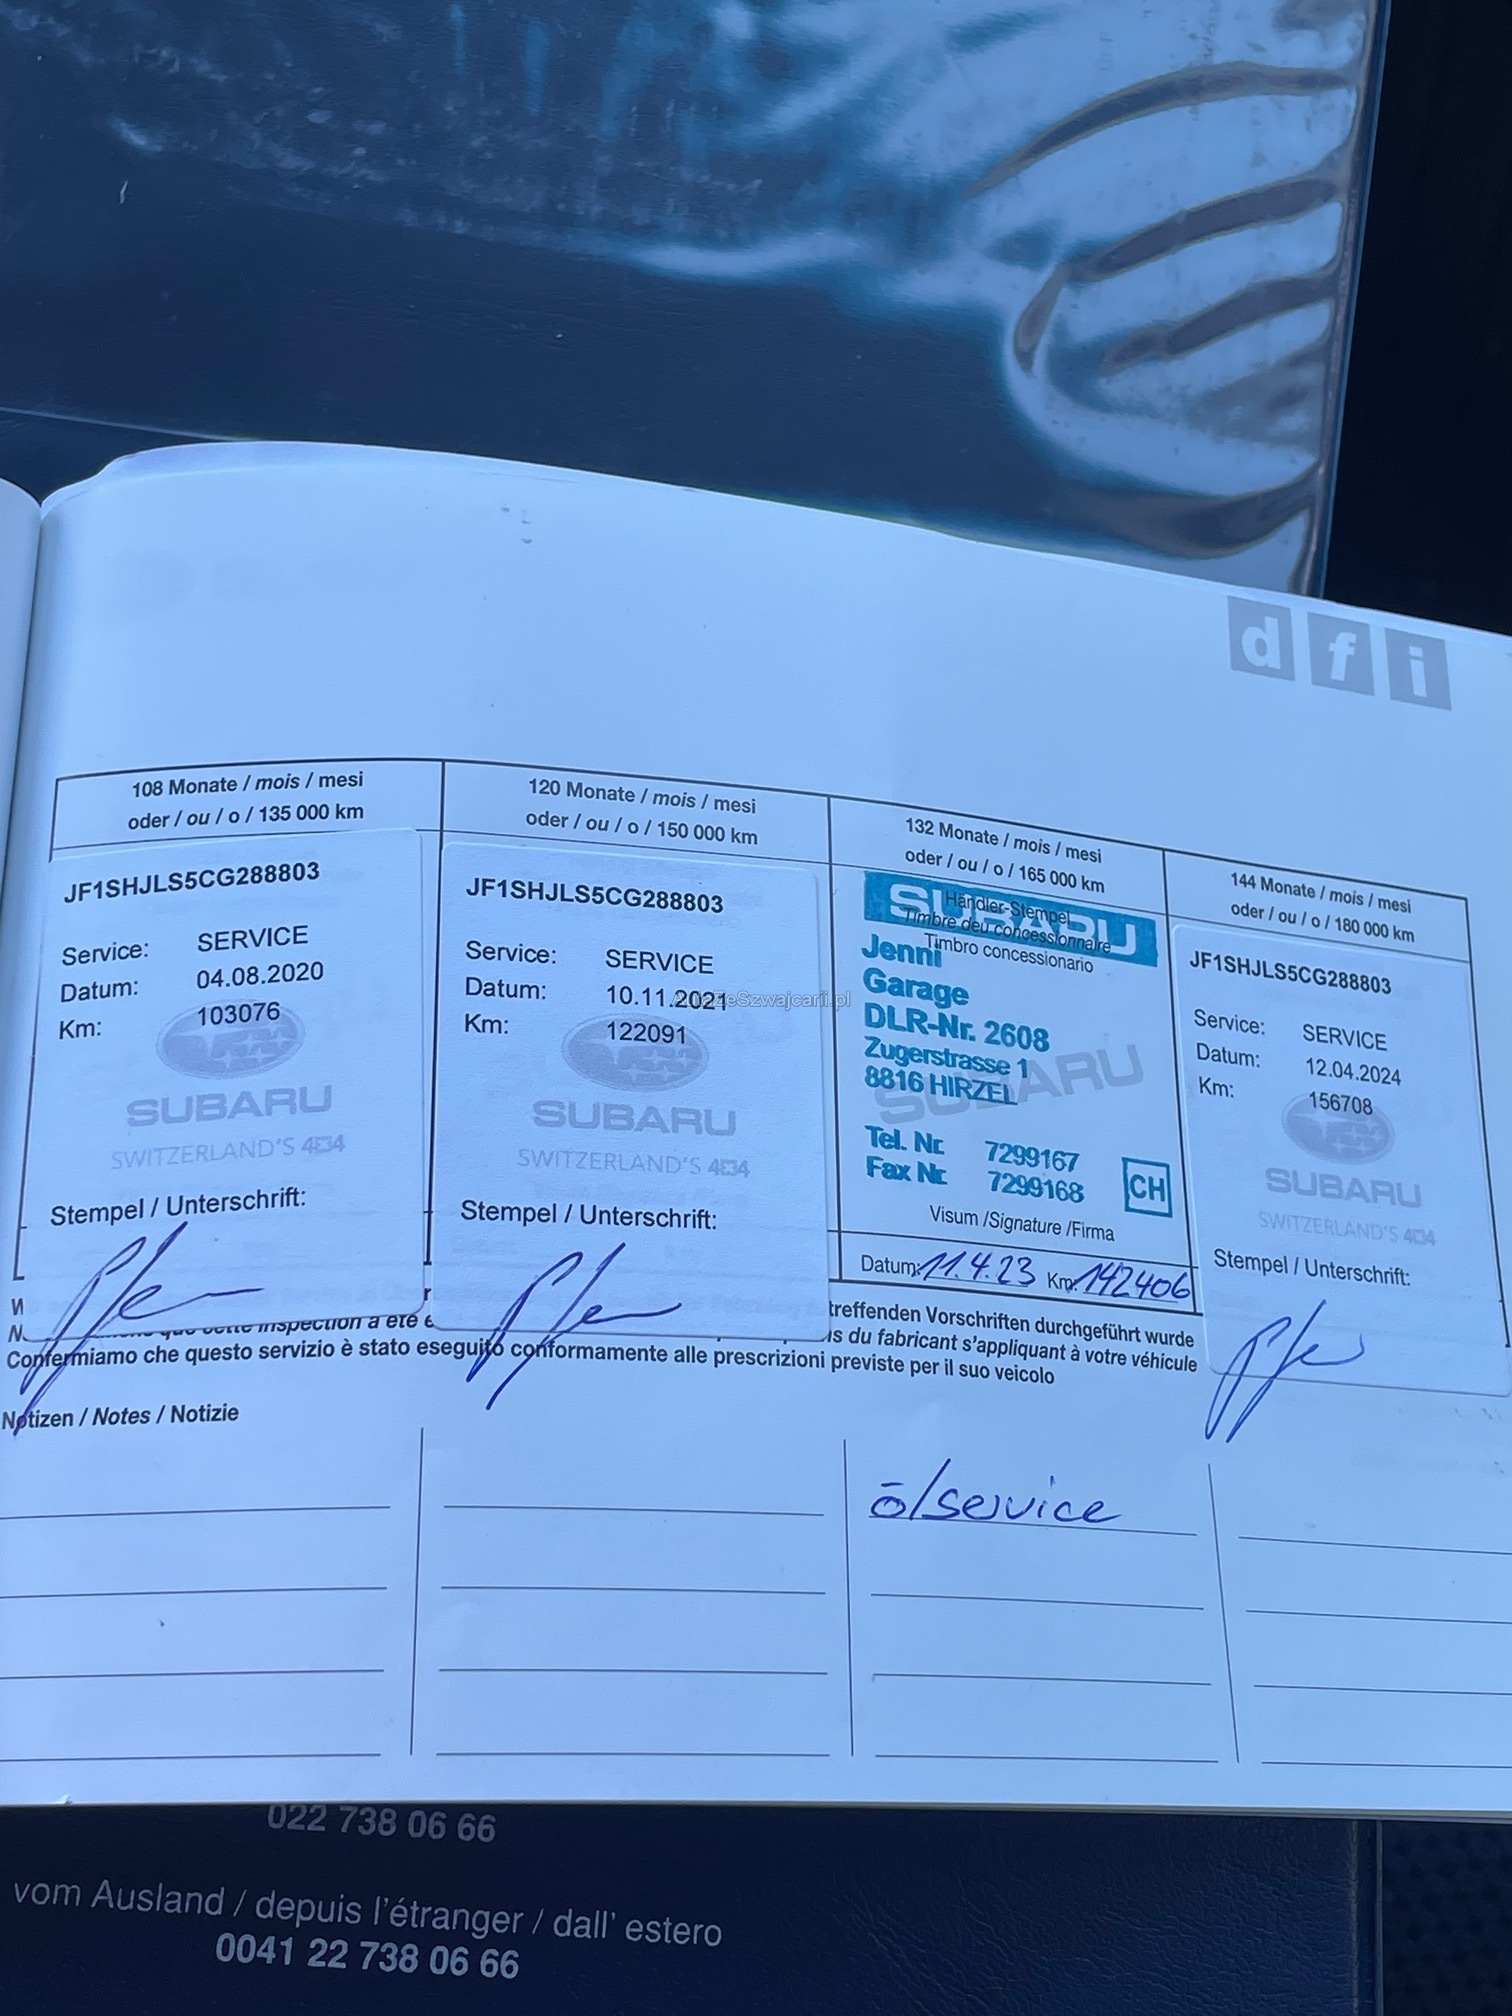 d f i
108 Monate / mois / mesi
oder / ou / o / 135 000 km
JF1SHJLS5CG288803
Service: SERVICE
Datum: 04.08.2020
Km: 103076
SUBARU
SWITZERLAND'S 4x4
Stempel / Unterschrift:
120 Monate / mois / mesi
oder / ou / o / 150 000 km
JF1SHJLS5CG288803
Service: SERVICE
Datum: 10.11.2021
Km: 122091
SUBARU
SWITZERLAND'S 4x4
Stempel / Unterschrift:
AutaZeSzwajcarii.pl
132 Monate / mois / mesi
oder / ou / o / 165 000 km
SUBARU
Händler-Stempel
Timbre deu concessionnaire
Timbro concessionario
Jenni
Garage
DLR-Nr. 2608
Zugerstrasse 1
8816 HIRZEL
SUBARU
Tel. Nr. 7299167
Fax Nr. 7299168
CH
Visum /Signature /Firma
Datum: 11.4.23 Km: 142406
144 Monate / mois / mesi
oder / ou / o / 180 000 km
JF1SHJLS5CG288803
Service: SERVICE
Datum: 12.04.2024
Km: 156708
SUBARU
SWITZERLAND'S 4x4
Stempel / Unterschrift:
treffenden Vorschriften durchgeführt wurde
que cette inspection a été
du fabricant s'appliquant à votre véhicule
Confermiamo che questo servizio è stato eseguito conformamente alle prescrizioni previste per il suo veicolo
Notizen / Notes / Notizie
ölservice
022 738 06 66
vom Ausland / depuis l'étranger / dall' estero
0041 22 738 06 66